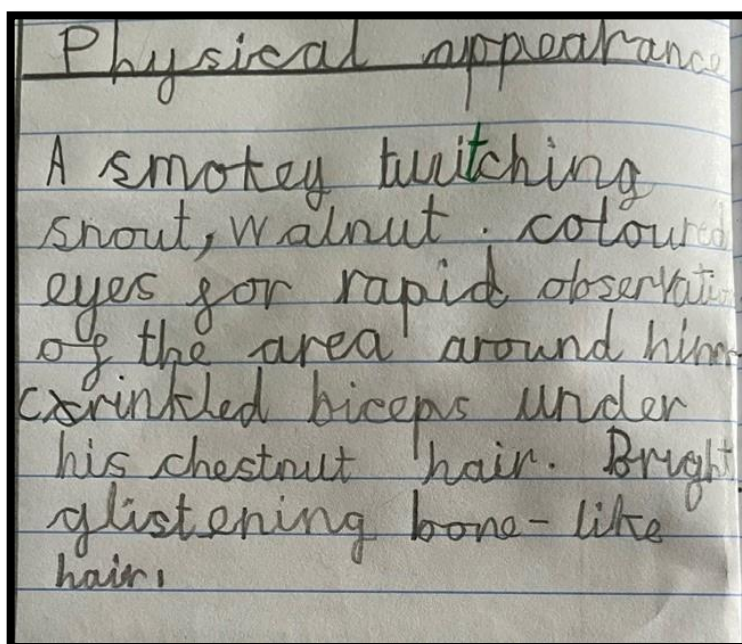 Physical appearance
A smokey twitching
snout, walnut. coloured
eyes for rapid observation
of the area around him
crinkled biceps under
his chestnut hair. Bright
glistening bone-like
hair.